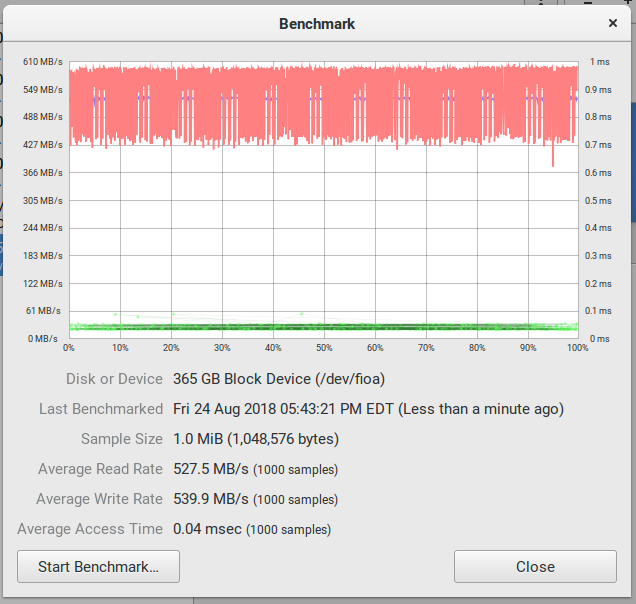 Benchmark
610 MB/s 1 ms
549 MB/s 0.9 ms
488 MB/s 0.8 ms
427 MB/s 0.7 ms
366 MB/s 0.6 ms
305 MB/s 0.5 ms
244 MB/s 0.4 ms
183 MB/s 0.3 ms
122 MB/s 0.2 ms
61 MB/s 0.1 ms
0 MB/s 0 ms
0% 10% 20% 30% 40% 50% 60% 70% 80% 90% 100%
Disk or Device 365 GB Block Device (/dev/fioa)
Last Benchmarked Fri 24 Aug 2018 05:43:21 PM EDT (Less than a minute ago)
Sample Size 1.0 MiB (1,048,576 bytes)
Average Read Rate 527.5 MB/s (1000 samples)
Average Write Rate 539.9 MB/s (1000 samples)
Average Access Time 0.04 msec (1000 samples)
Start Benchmark... Close